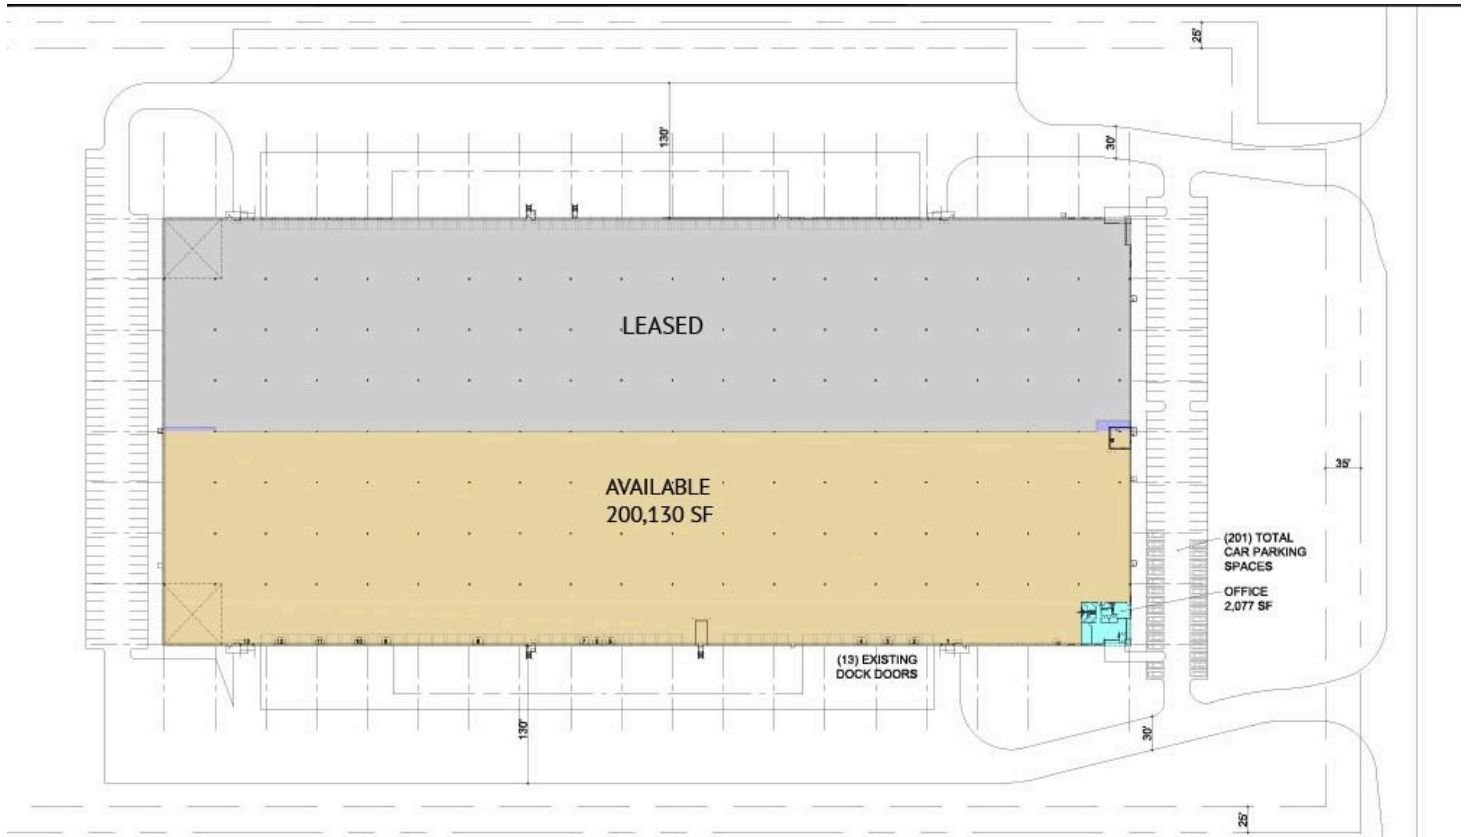 25'
130'
30'
LEASED
35'
AVAILABLE
200,130 SF
(201) TOTAL
CAR PARKING
SPACES
OFFICE
2,077 SF
(13) EXISTING
DOCK DOORS
130'
30'
25'